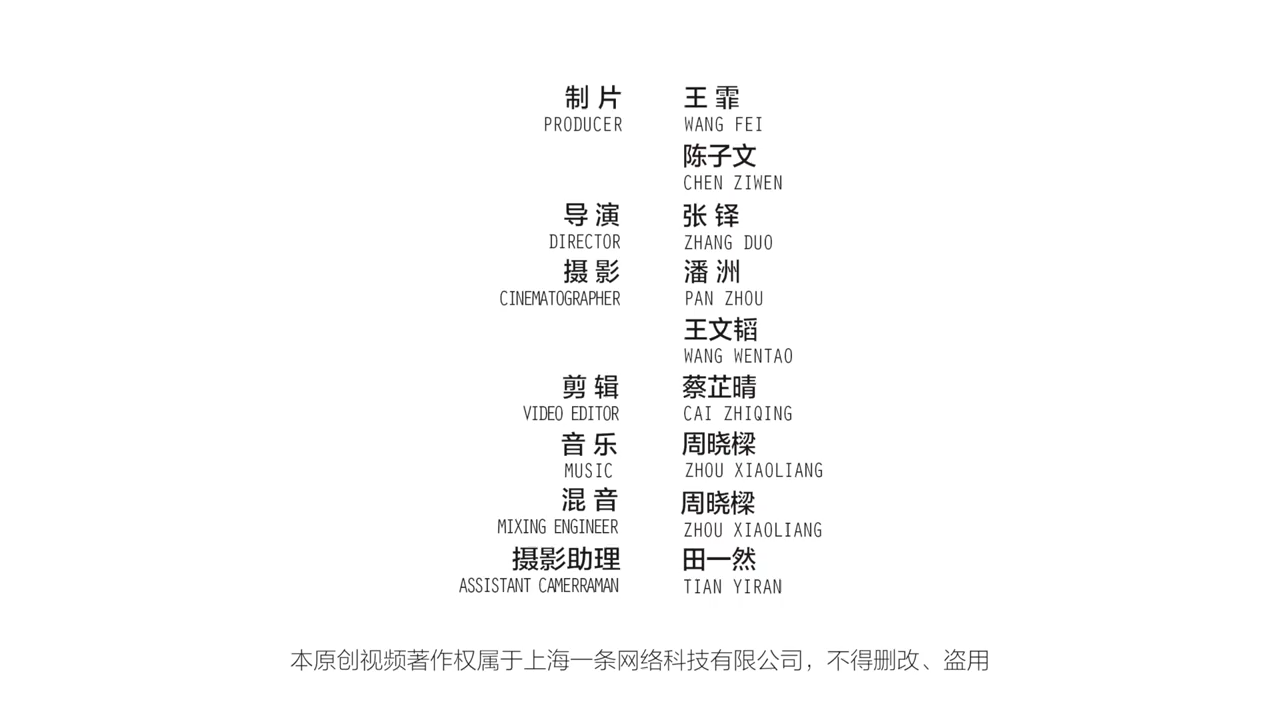 制 片 王 霏
PRODUCER WANG FEI
陈子文
CHEN ZIWEN
导 演 张 铎
DIRECTOR ZHANG DUO
摄 影 潘 洲
CINEMATOGRAPHER PAN ZHOU
王文韬
WANG WENTAO
剪 辑 蔡芷晴
VIDEO EDITOR CAI ZHIQING
音 乐 周晓樑
MUSIC ZHOU XIAOLIANG
混 音 周晓樑
MIXING ENGINEER ZHOU XIAOLIANG
摄影助理 田一然
ASSISTANT CAMERRAMAN TIAN YIRAN
本原创视频著作权属于上海一条网络科技有限公司，不得删改、盗用